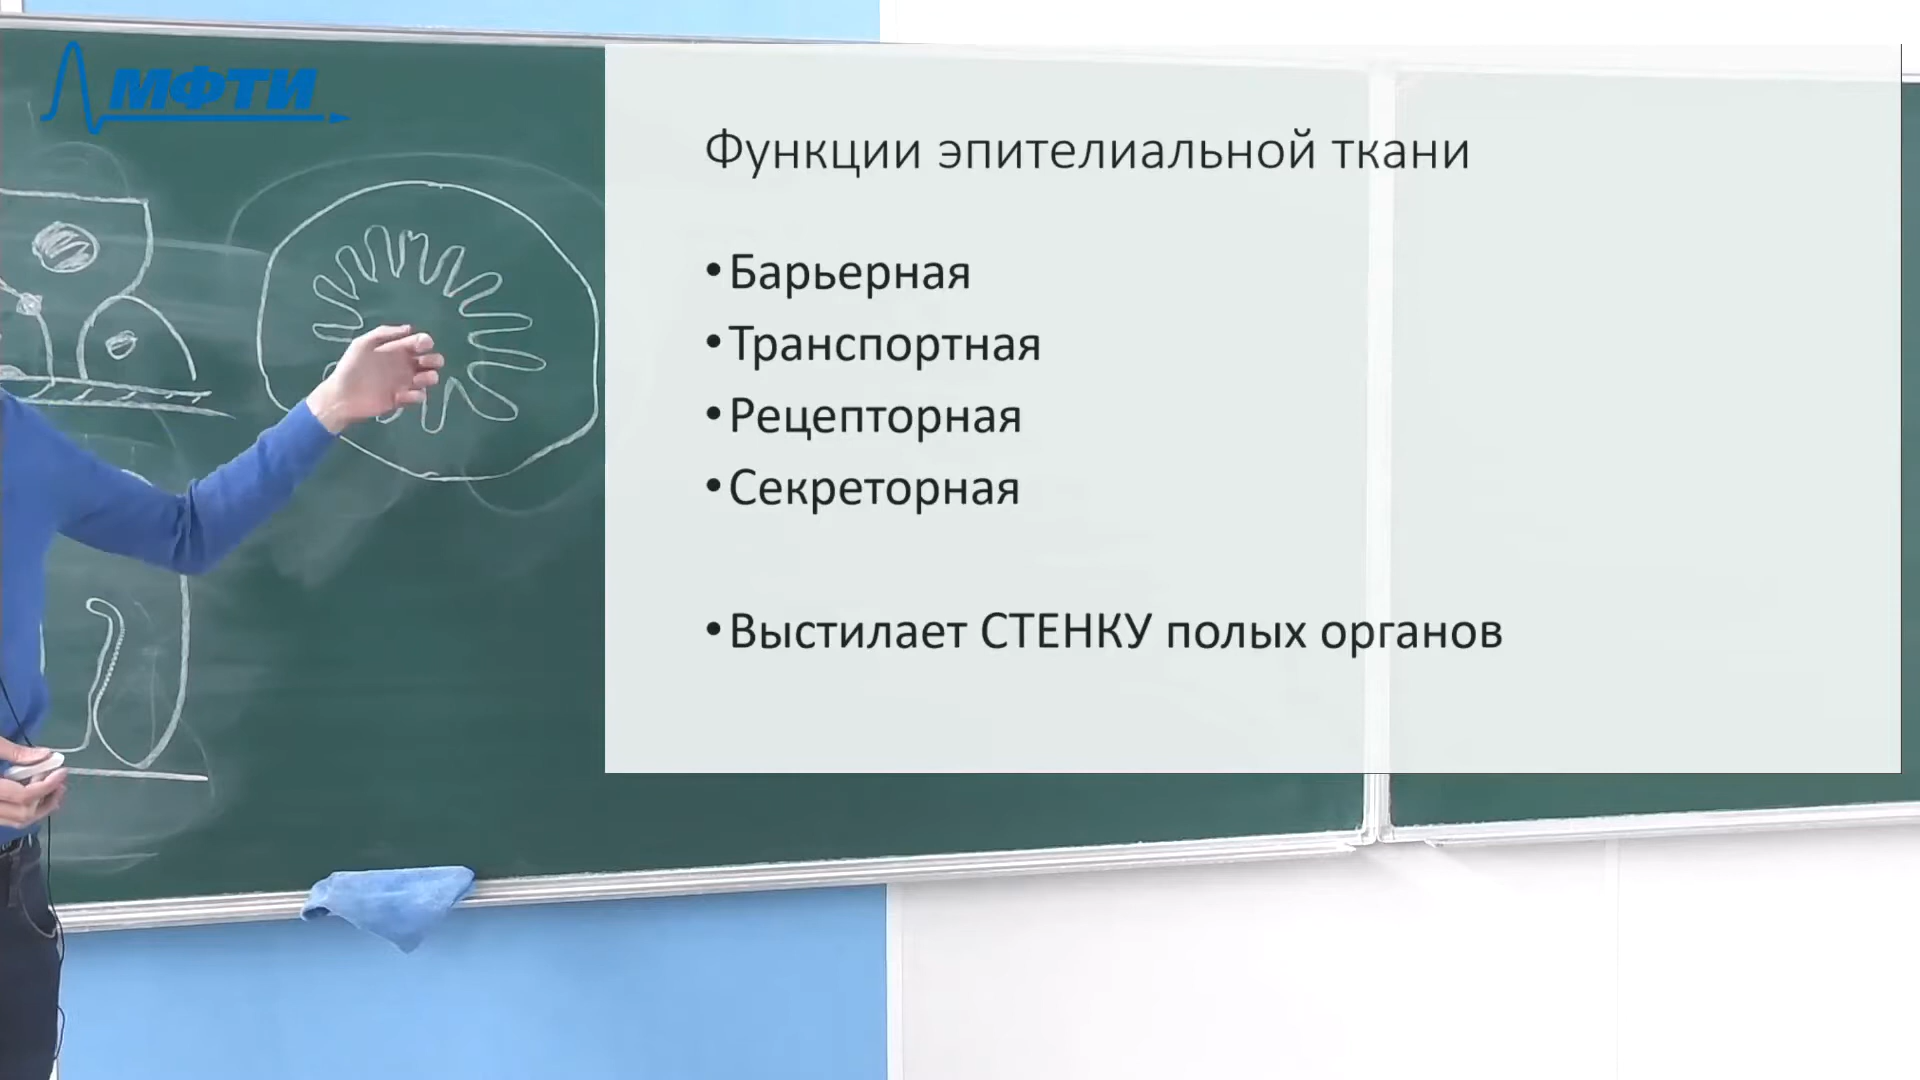 МФТИ
Функции эпителиальной ткани
•Барьерная
•Транспортная
•Рецепторная
•Секреторная
•Выстилает СТЕНКУ полых органов